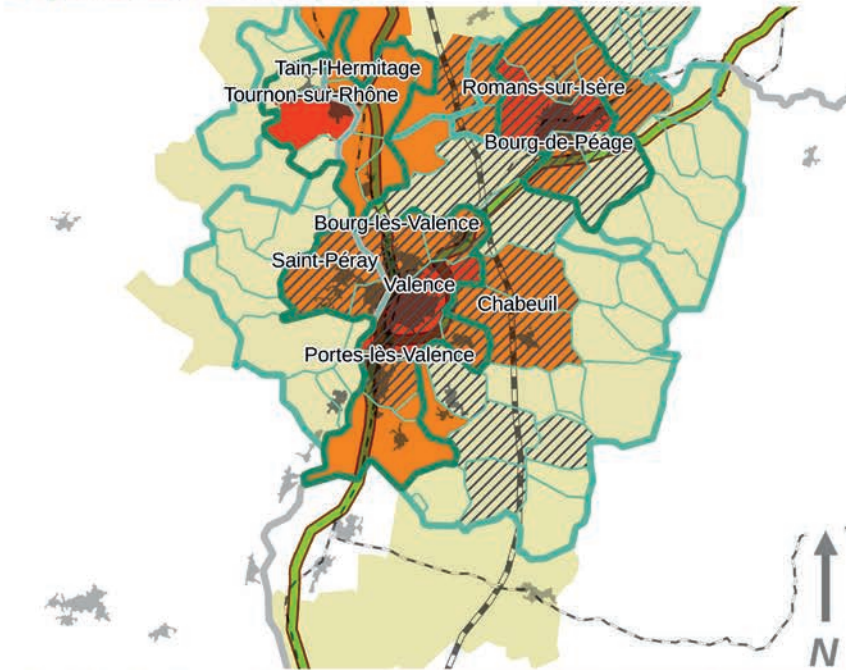 Tain-l'Hermitage
Tournon-sur-Rhône
Romans-sur-Isère
Bourg-de-Péage
Bourg-lès-Valence
Saint-Péray
Valence
Chabeuil
Portes-lès-Valence
N